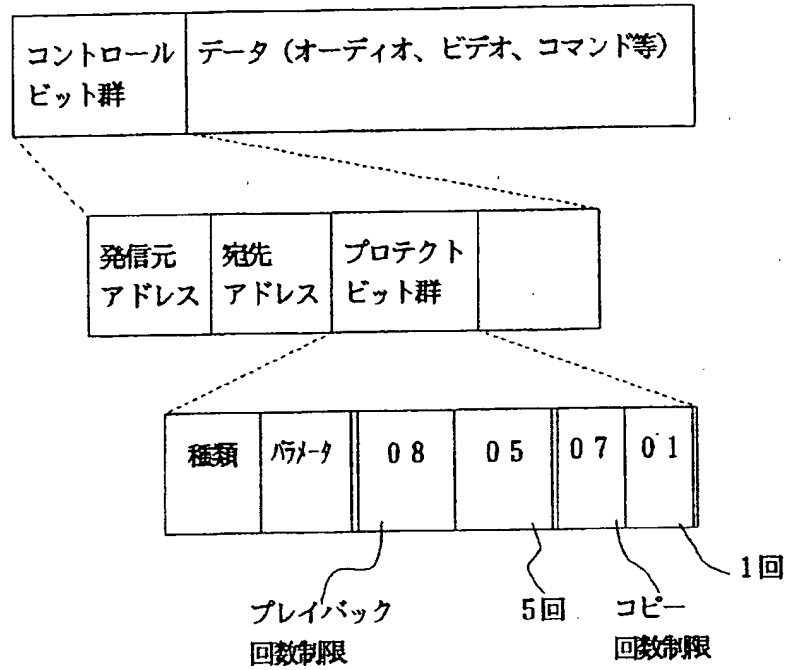 コントロール
ビット群
データ（オーディオ、ビデオ、コマンド等）
発信元
アドレス
宛先
アドレス
プロテクト
ビット群
種類
パラメータ
08
05
07
01
1回
プレイバック
回数制限
5回
コピー
回数制限